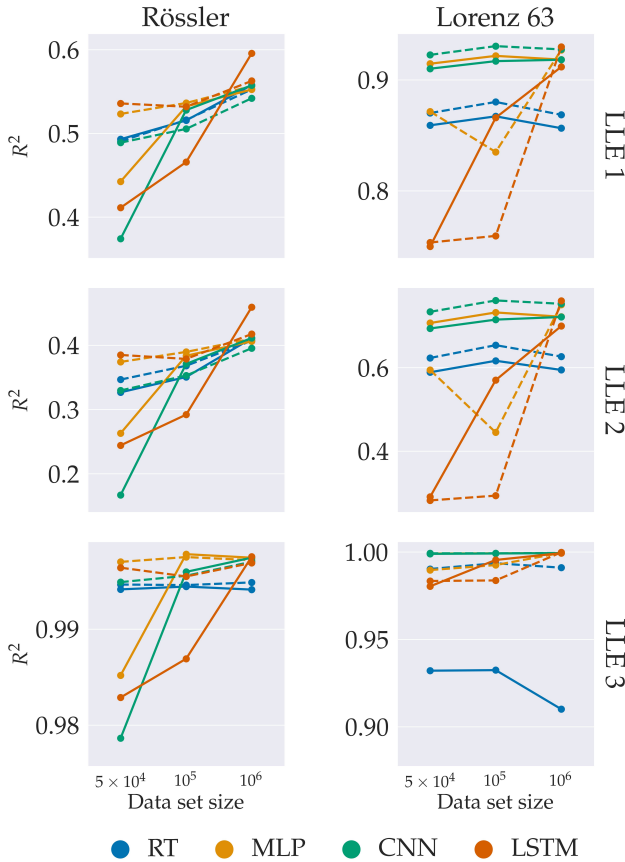 Rössler
Lorenz 63
0.6
0.5
0.4
R²
0.9
0.8
LLE 1
0.4
0.3
0.2
R²
0.6
0.4
LLE 2
0.99
0.98
R²
1.00
0.95
0.90
LLE 3
5 × 10⁴ 10⁵ 10⁶
5 × 10⁴ 10⁵ 10⁶
Data set size
Data set size
RT MLP CNN LSTM